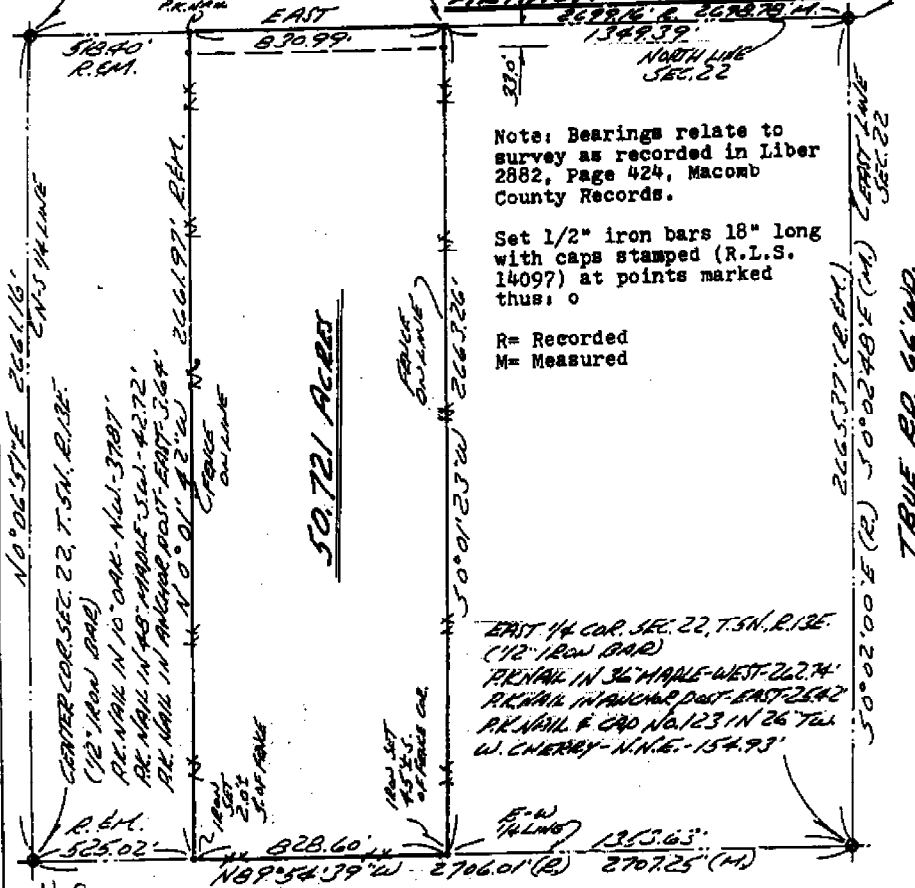 P.K. NAIL
EAST
2699.16' R. 2698.78' M.
518.40'
R.&M.
830.99'
1349.39'
NORTH LINE
SEC. 22
33.0'
Note: Bearings relate to
survey as recorded in Liber
2882, Page 424, Macomb
County Records.
Set 1/2" iron bars 18" long
with caps stamped (R.L.S.
14097) at points marked
thus: o
R= Recorded
M= Measured
N0°06'51"E 2661.16'
N-S 1/4 LINE
CENTER COR. SEC. 22, T.5N., R.13E.
(1/2" IRON BAR)
P.K. NAIL IN 10" OAK - N.W. - 37.87'
P.K. NAIL IN 48" MAPLE - S.W. - 42.72'
P.K. NAIL IN ANCHOR POST - EAST - 3.64'
N0°01'42"W 2661.97' R.&M.
FENCE
ON LINE
50.721 ACRES
FENCE
ON LINE
S0°01'23"W 2663.26'
2665.37' (R.&M.)
S0°02'00"E (R.) S0°02'48"E (M.)
EAST LINE
SEC. 22
TRUE RD. 66' WD.
EAST 1/4 COR. SEC. 22, T.5N., R.13E.
(1/2" IRON BAR)
P.K. NAIL IN 36" MAPLE - WEST - 262.74'
P.K. NAIL IN ANCHOR POST - EAST - 25.42'
P.K. NAIL & CAP NO. 123 IN 26" TW.
W. CHERRY - N.N.E. - 154.93'
IRON
SET
2.0'±
S. OF FENCE
IRON SET
4.5'± S.
OF FENCE COR.
R.&M.
525.02'
828.60'
E-W
1/4 LINE
1353.63'
N89°54'39"W 2706.01' (R.) 2707.25' (M.)